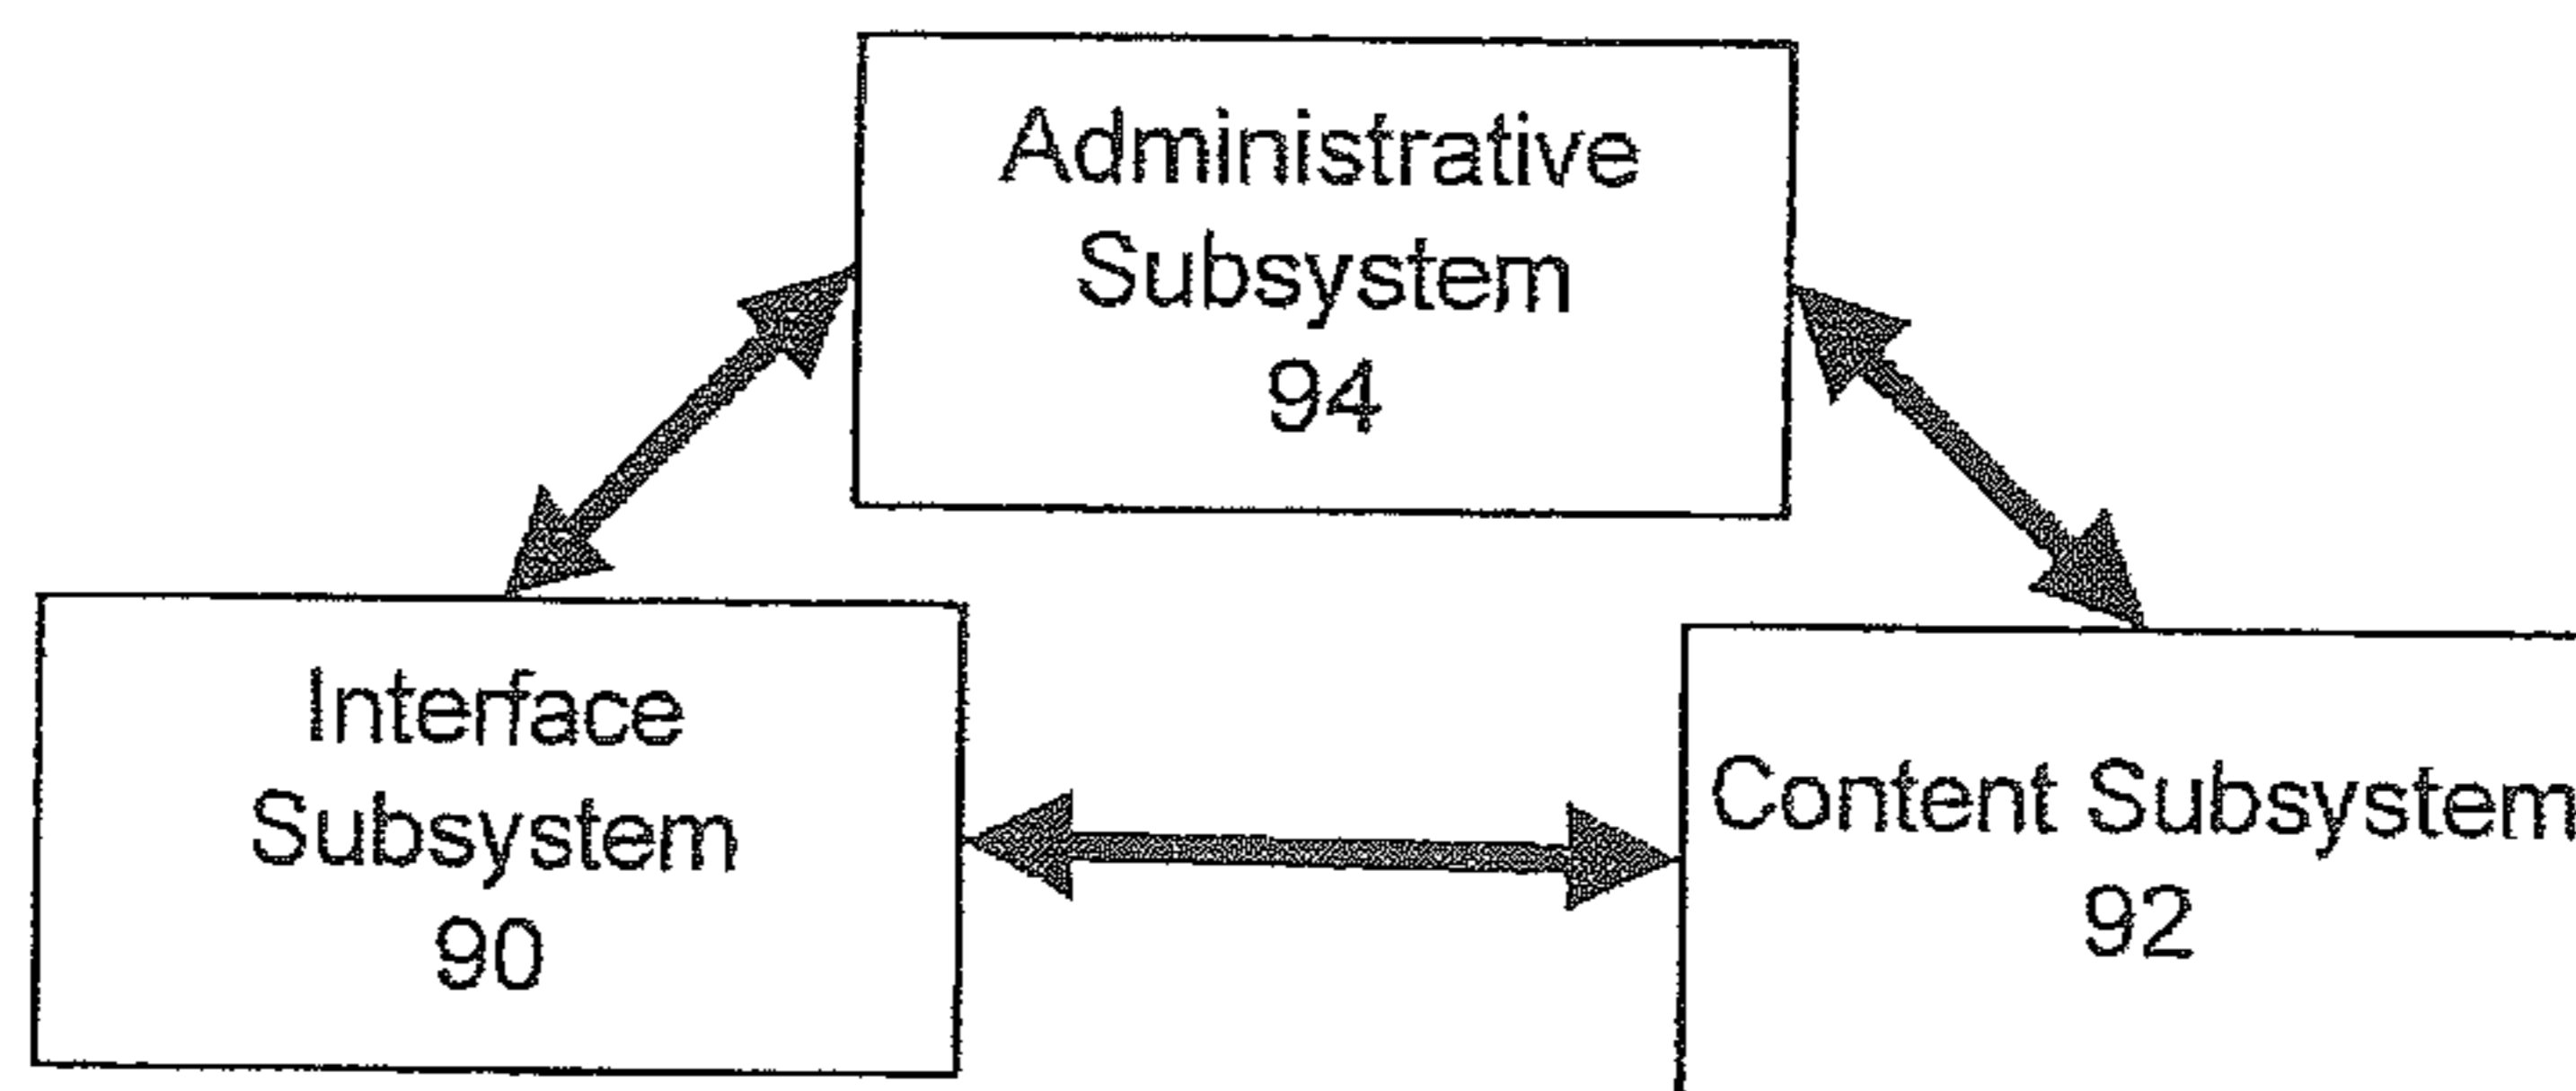 Administrative
Subsystem
94
Interface
Subsystem
90
Content Subsystem
92